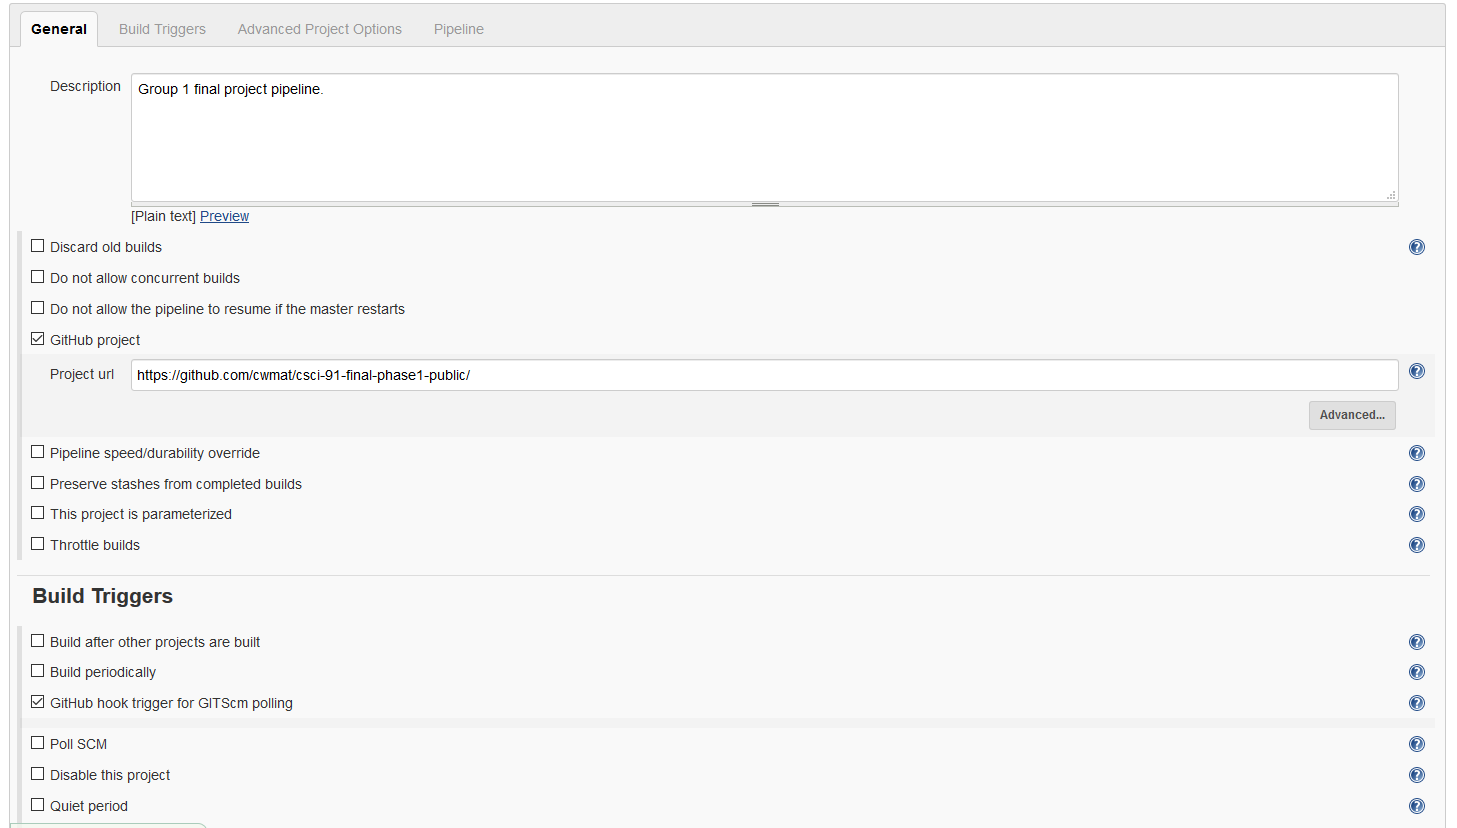 General Build Triggers Advanced Project Options Pipeline
Description Group 1 final project pipeline.
[Plain text] Preview
Discard old builds
Do not allow concurrent builds
Do not allow the pipeline to resume if the master restarts
GitHub project
Project url https://github.com/cwmat/csci-91-final-phase1-public/
Advanced...
Pipeline speed/durability override
Preserve stashes from completed builds
This project is parameterized
Throttle builds
Build Triggers
Build after other projects are built
Build periodically
GitHub hook trigger for GITScm polling
Poll SCM
Disable this project
Quiet period